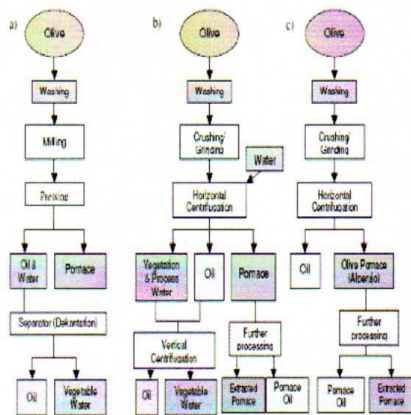 a)
Olive
Washing
Milling
Pressing
Oil &
Water
Pomace
Separator (Dekantation)
Oil
Vegetable
Water
b)
Olive
Washing
Crushing/
Grinding
Water
Horizontal
Centrifugation
Vegetation
& Process
Water
Oil
Pomace
Vertical
Centrifugation
Further
processing
Oil
Vegetable
Water
Extracted
Pomace
Pomace
Oil
c)
Olive
Washing
Crushing/
Grinding
Horizontal
Centrifugation
Oil
Olive Pomace
(Alperujo)
Further
processing
Pomace
Oil
Extracted
Pomace